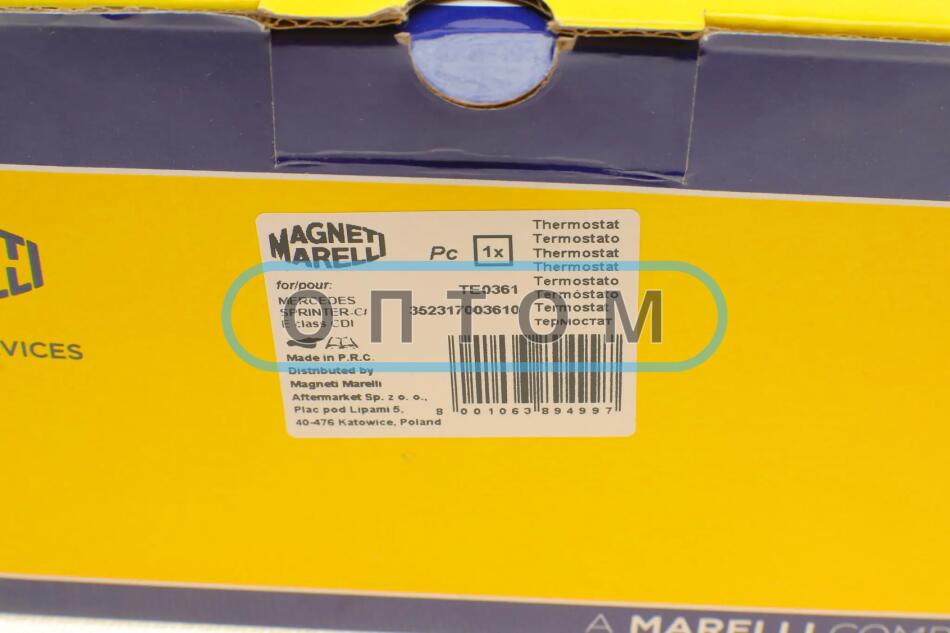 MAGNETI
MARELLI
Pc 1x
Thermostat
Termostato
Thermostat
Thermostat
Termostato
Termóstato
Termostat
Термостат
for/pour:
MERCEDES
SPRINTER-C/
E class CDI
TE0361
352317003610
Made in P.R.C.
Distributed by
Magneti Marelli
Aftermarket Sp. z o. o.,
Plac pod Lipami 5,
40-476 Katowice, Poland
8 001063 894997
ОПТОМ
VICES
A MARELLI